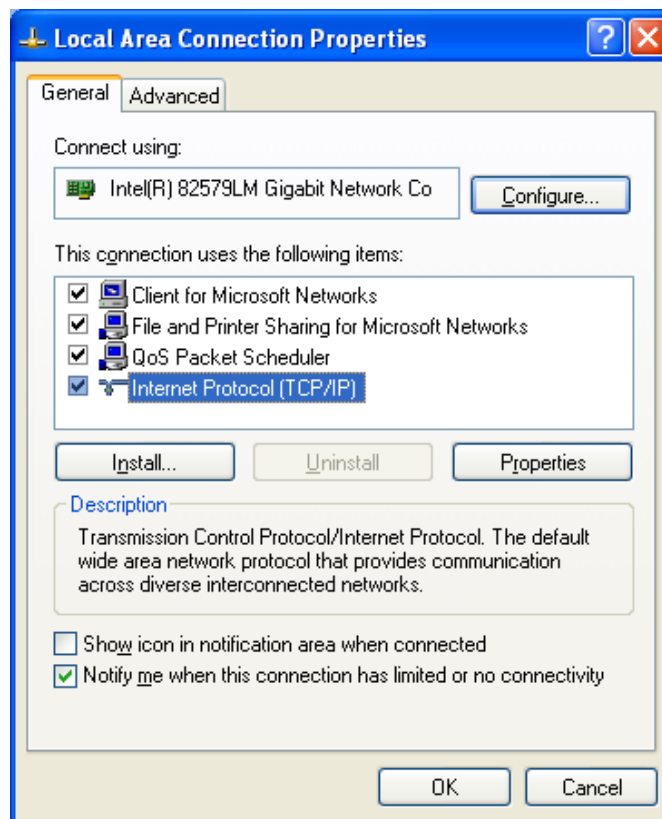 Local Area Connection Properties
General
Advanced
Connect using:
Intel(R) 82579LM Gigabit Network Co
Configure...
This connection uses the following items:
Client for Microsoft Networks
File and Printer Sharing for Microsoft Networks
QoS Packet Scheduler
Internet Protocol (TCP/IP)
Install...
Uninstall
Properties
Description
Transmission Control Protocol/Internet Protocol. The default
wide area network protocol that provides communication
across diverse interconnected networks.
Show icon in notification area when connected
Notify me when this connection has limited or no connectivity
OK
Cancel